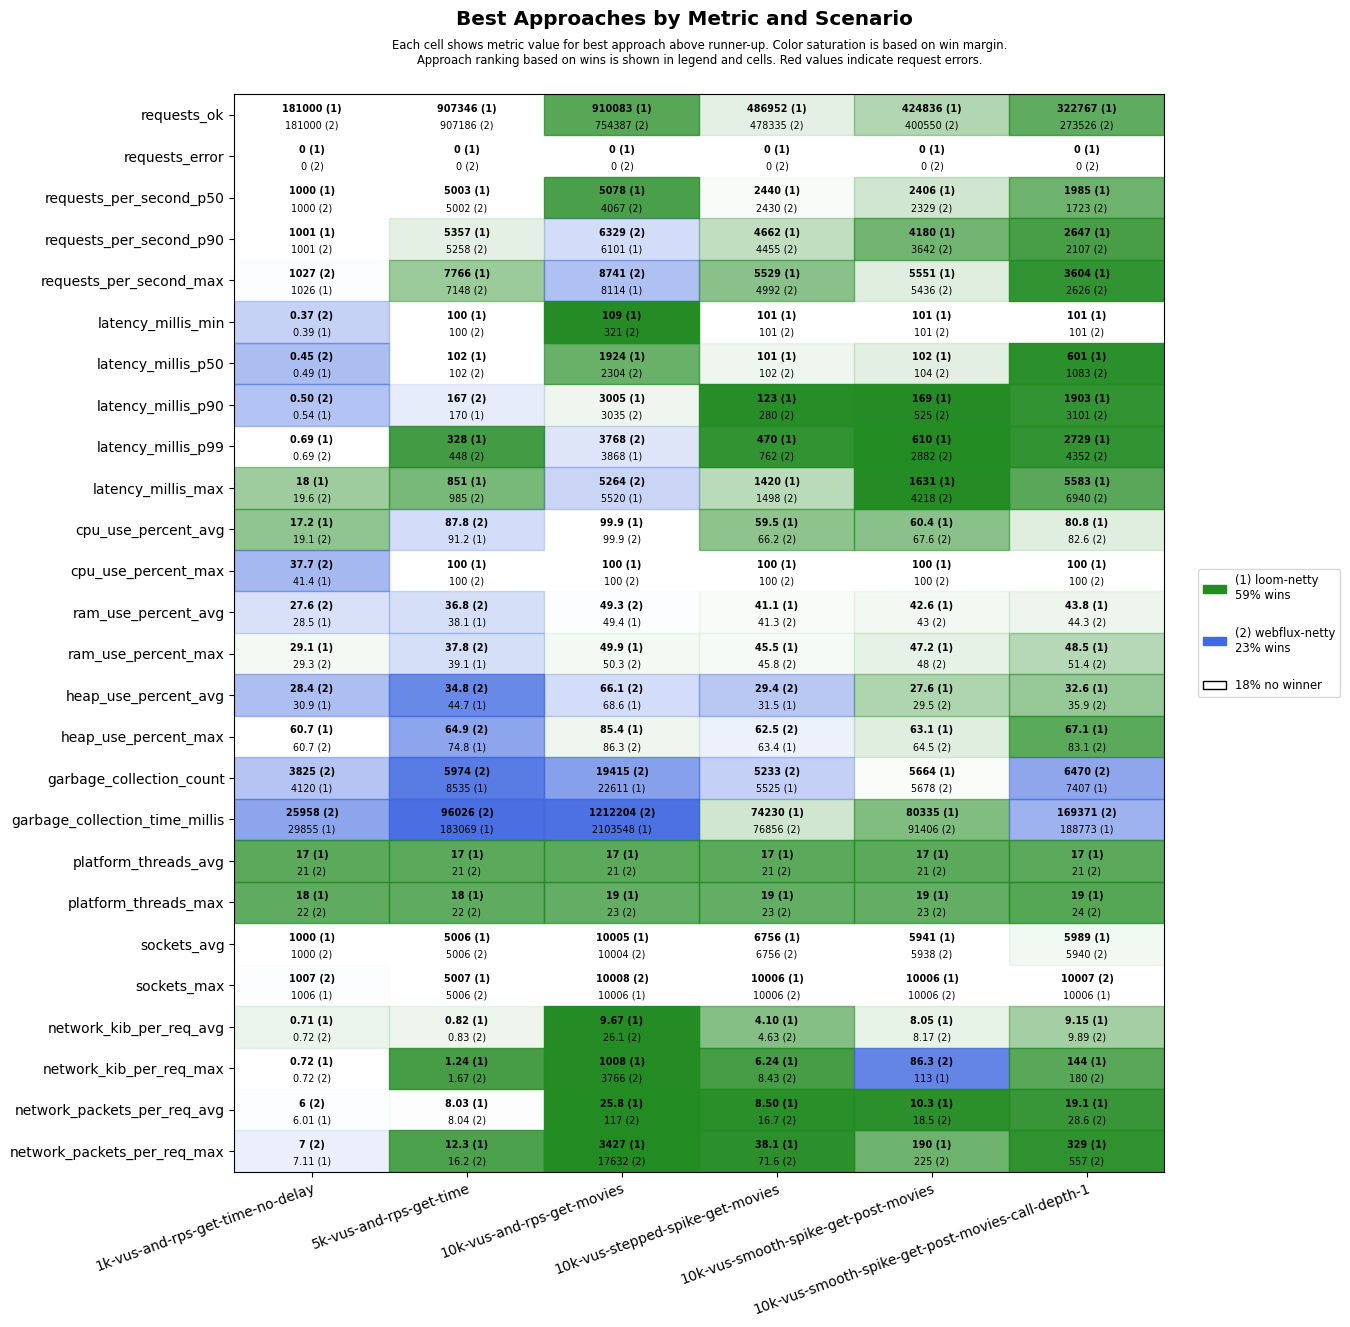 Best Approaches by Metric and Scenario
Each cell shows metric value for best approach above runner-up. Color saturation is based on win margin.
Approach ranking based on wins is shown in legend and cells. Red values indicate request errors.
requests_ok
181000 (1) 907346 (1) 910083 (1) 486952 (1) 424836 (1) 322767 (1)
181000 (2) 907186 (2) 754387 (2) 478335 (2) 400550 (2) 273526 (2)
requests_error
0 (1) 0 (1) 0 (1) 0 (1) 0 (1) 0 (1)
0 (2) 0 (2) 0 (2) 0 (2) 0 (2) 0 (2)
requests_per_second_p50
1000 (1) 5003 (1) 5078 (1) 2440 (1) 2406 (1) 1985 (1)
1000 (2) 5002 (2) 4067 (2) 2430 (2) 2329 (2) 1723 (2)
requests_per_second_p90
1001 (1) 5357 (1) 6329 (2) 4662 (1) 4180 (1) 2647 (1)
1001 (2) 5258 (2) 6101 (1) 4455 (2) 3642 (2) 2107 (2)
requests_per_second_max
1027 (2) 7766 (1) 8741 (2) 5529 (1) 5551 (1) 3604 (1)
1026 (1) 7148 (2) 8114 (1) 4992 (2) 5436 (2) 2626 (2)
latency_millis_min
0.37 (2) 100 (1) 109 (1) 101 (1) 101 (1) 101 (1)
0.39 (1) 100 (2) 321 (2) 101 (2) 101 (2) 101 (2)
latency_millis_p50
0.45 (2) 102 (1) 1924 (1) 101 (1) 102 (1) 601 (1)
0.49 (1) 102 (2) 2304 (2) 102 (2) 104 (2) 1083 (2)
latency_millis_p90
0.50 (2) 167 (2) 3005 (1) 123 (1) 169 (1) 1903 (1)
0.54 (1) 170 (1) 3035 (2) 280 (2) 525 (2) 3101 (2)
latency_millis_p99
0.69 (1) 328 (1) 3768 (2) 470 (1) 610 (1) 2729 (1)
0.69 (2) 448 (2) 3868 (1) 762 (2) 2882 (2) 4352 (2)
latency_millis_max
18 (1) 851 (1) 5264 (2) 1420 (1) 1631 (1) 5583 (1)
19.6 (2) 985 (2) 5520 (1) 1498 (2) 4218 (2) 6940 (2)
cpu_use_percent_avg
17.2 (1) 87.8 (2) 99.9 (1) 59.5 (1) 60.4 (1) 80.8 (1)
19.1 (2) 91.2 (1) 99.9 (2) 66.2 (2) 67.6 (2) 82.6 (2)
cpu_use_percent_max
37.7 (2) 100 (1) 100 (1) 100 (1) 100 (1) 100 (1)
41.4 (1) 100 (2) 100 (2) 100 (2) 100 (2) 100 (2)
ram_use_percent_avg
27.6 (2) 36.8 (2) 49.3 (2) 41.1 (1) 42.6 (1) 43.8 (1)
28.5 (1) 38.1 (1) 49.4 (1) 41.3 (2) 43 (2) 44.3 (2)
ram_use_percent_max
29.1 (1) 37.8 (2) 49.9 (1) 45.5 (1) 47.2 (1) 48.5 (1)
29.3 (2) 39.1 (1) 50.3 (2) 45.8 (2) 48 (2) 51.4 (2)
heap_use_percent_avg
28.4 (2) 34.8 (2) 66.1 (2) 29.4 (2) 27.6 (1) 32.6 (1)
30.9 (1) 44.7 (1) 68.6 (1) 31.5 (1) 29.5 (2) 35.9 (2)
heap_use_percent_max
60.7 (1) 64.9 (2) 85.4 (1) 62.5 (2) 63.1 (1) 67.1 (1)
60.7 (2) 74.8 (1) 86.3 (2) 63.4 (1) 64.5 (2) 83.1 (2)
garbage_collection_count
3825 (2) 5974 (2) 19415 (2) 5233 (2) 5664 (1) 6470 (2)
4120 (1) 8535 (1) 22611 (1) 5525 (1) 5678 (2) 7407 (1)
garbage_collection_time_millis
25958 (2) 96026 (2) 1212204 (2) 74230 (1) 80335 (1) 169371 (2)
29855 (1) 183069 (1) 2103548 (1) 76856 (2) 91406 (2) 188773 (1)
platform_threads_avg
17 (1) 17 (1) 17 (1) 17 (1) 17 (1) 17 (1)
21 (2) 21 (2) 21 (2) 21 (2) 21 (2) 21 (2)
platform_threads_max
18 (1) 18 (1) 19 (1) 19 (1) 19 (1) 19 (1)
22 (2) 22 (2) 23 (2) 23 (2) 23 (2) 24 (2)
sockets_avg
1000 (1) 5006 (1) 10005 (1) 6756 (1) 5941 (1) 5989 (1)
1000 (2) 5006 (2) 10004 (2) 6756 (2) 5938 (2) 5940 (2)
sockets_max
1007 (2) 5007 (1) 10008 (2) 10006 (1) 10006 (1) 10007 (2)
1006 (1) 5006 (2) 10006 (1) 10006 (2) 10006 (2) 10006 (1)
network_kib_per_req_avg
0.71 (1) 0.82 (1) 9.67 (1) 4.10 (1) 8.05 (1) 9.15 (1)
0.72 (2) 0.83 (2) 26.1 (2) 4.63 (2) 8.17 (2) 9.89 (2)
network_kib_per_req_max
0.72 (1) 1.24 (1) 1008 (1) 6.24 (1) 86.3 (2) 144 (1)
0.72 (2) 1.67 (2) 3766 (2) 8.43 (2) 113 (1) 180 (2)
network_packets_per_req_avg
6 (2) 8.03 (1) 25.8 (1) 8.50 (1) 10.3 (1) 19.1 (1)
6.01 (1) 8.04 (2) 117 (2) 16.7 (2) 18.5 (2) 28.6 (2)
network_packets_per_req_max
7 (2) 12.3 (1) 3427 (1) 38.1 (1) 190 (1) 329 (1)
7.11 (1) 16.2 (2) 17632 (2) 71.6 (2) 225 (2) 557 (2)
1k-vus-and-rps-get-time-no-delay
5k-vus-and-rps-get-time
10k-vus-and-rps-get-movies
10k-vus-stepped-spike-get-movies
10k-vus-smooth-spike-get-post-movies
10k-vus-smooth-spike-get-post-movies-call-depth-1
(1) loom-netty
59% wins
(2) webflux-netty
23% wins
18% no winner